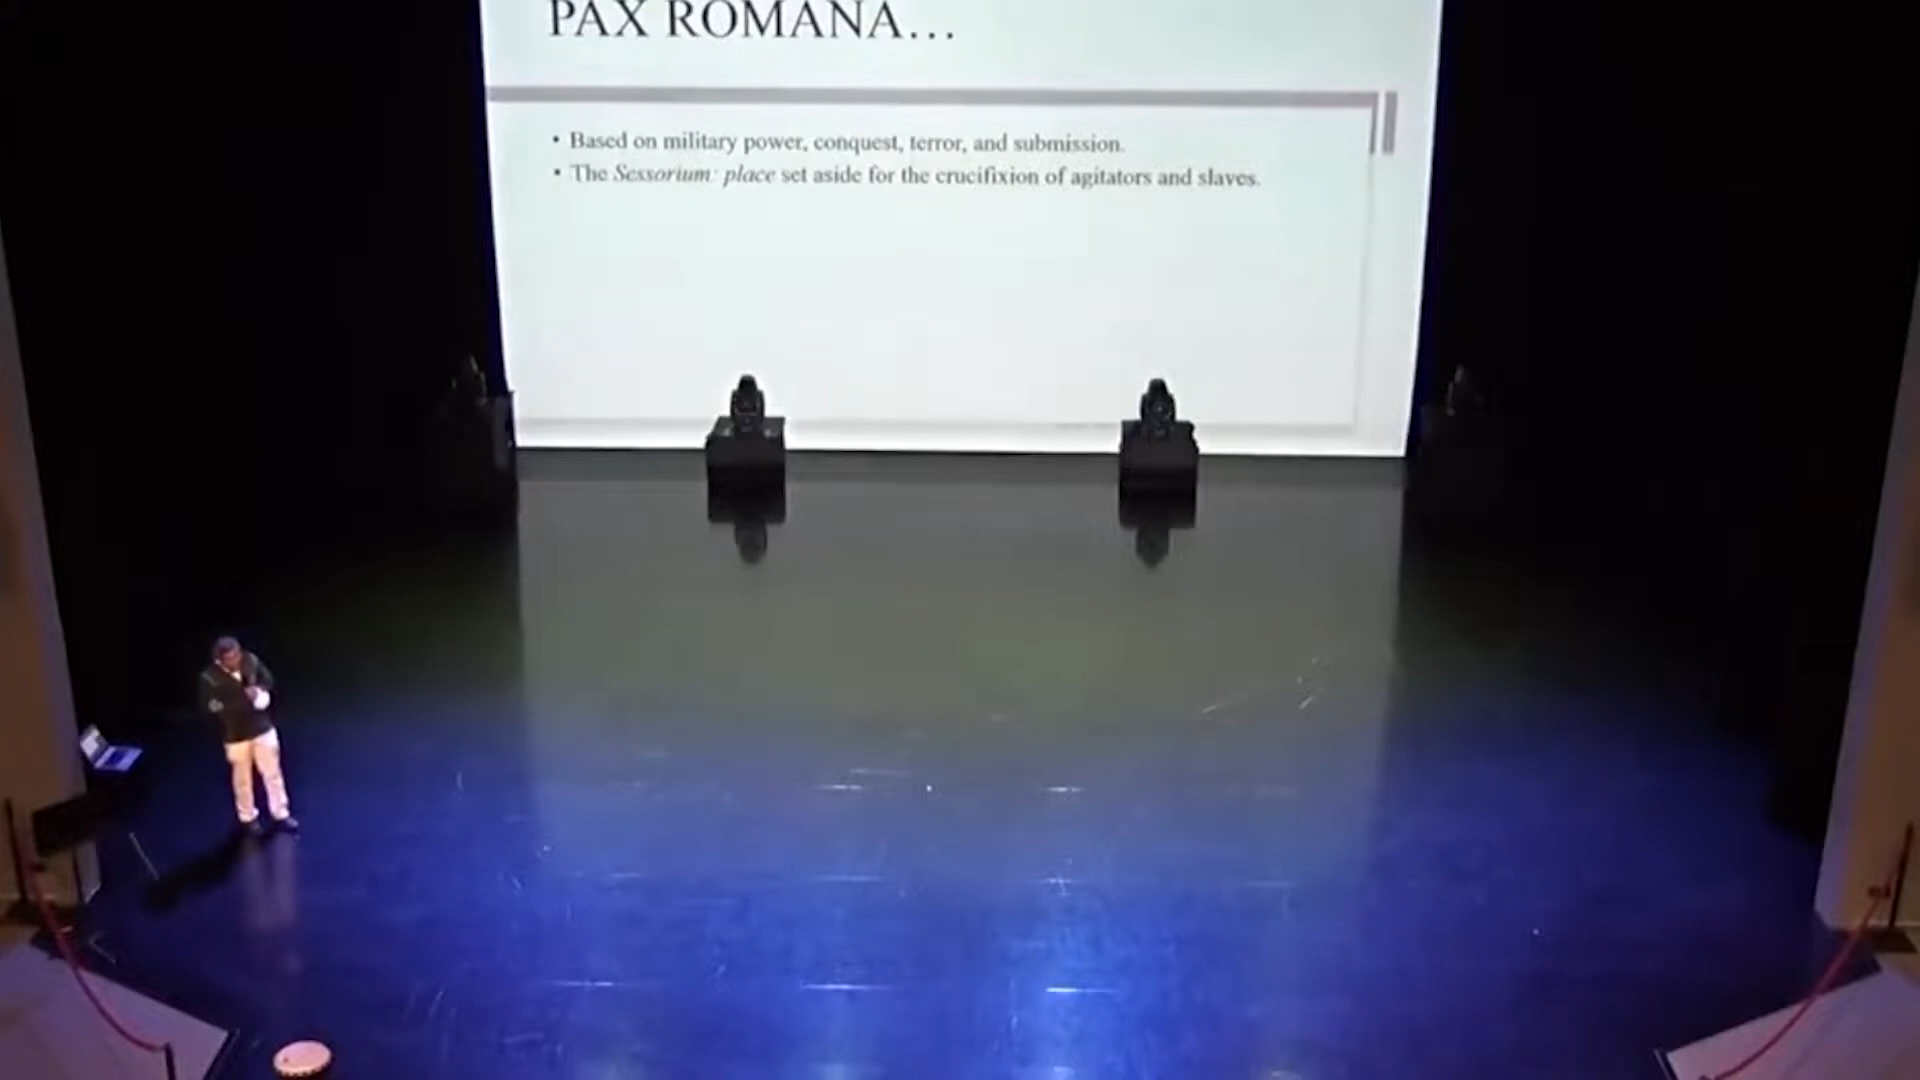 PAX ROMANA…
• Based on military power, conquest, terror, and submission.
• The Sessorium: place set aside for the crucifixion of agitators and slaves.